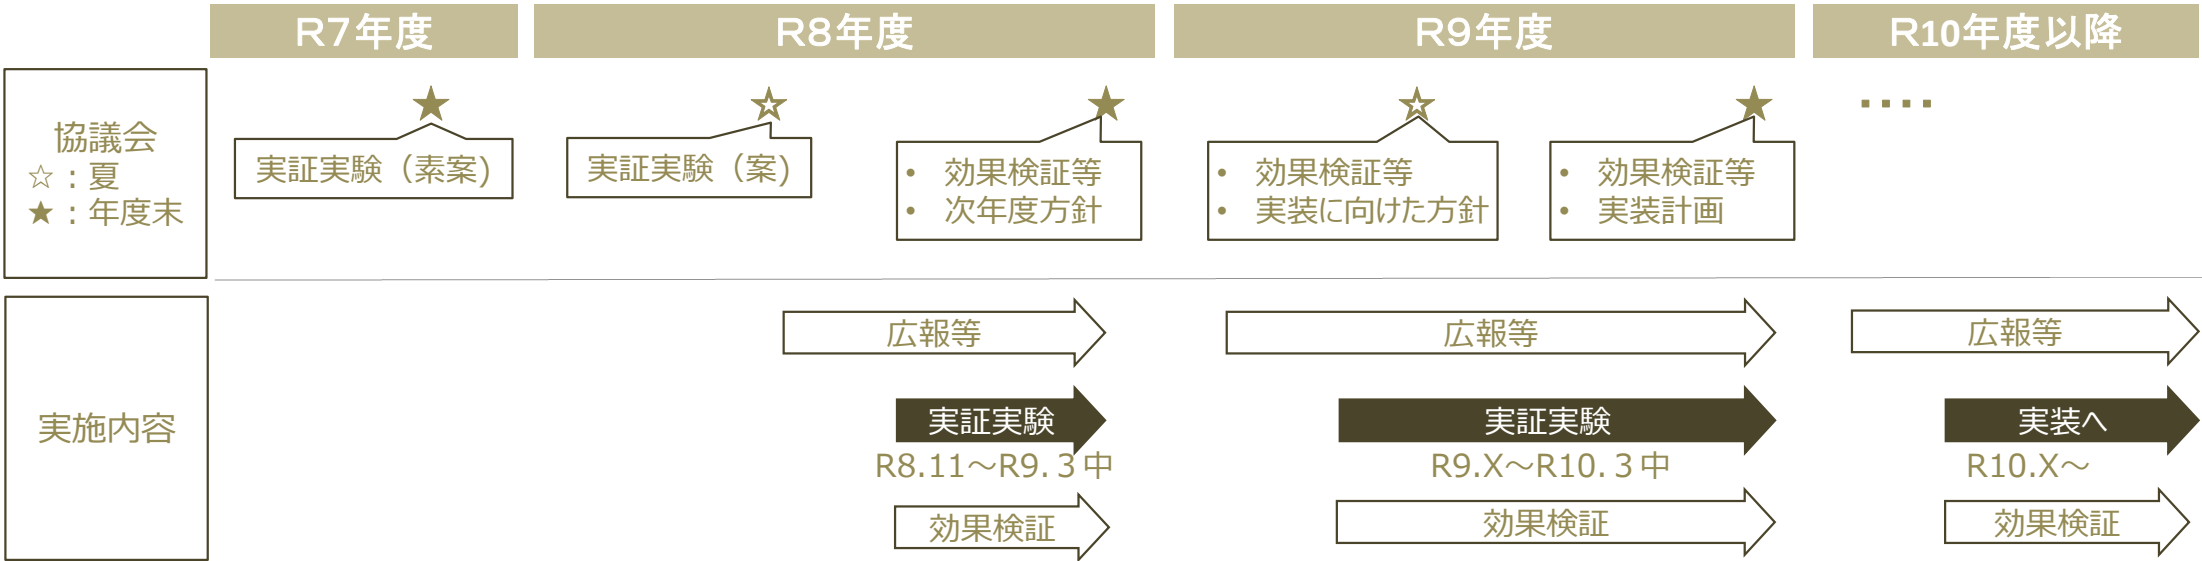 R7年度
R8年度
R9年度
R10年度以降
協議会
☆：夏
★：年度末
実証実験（素案)
実証実験（案)
• 効果検証等
• 次年度方針
• 効果検証等
• 実装に向けた方針
• 効果検証等
• 実装計画
････
実施内容
広報等
広報等
広報等
実証実験
実証実験
実装へ
R8.11～R9.３中
R9.X～R10.３中
R10.X～
効果検証
効果検証
効果検証